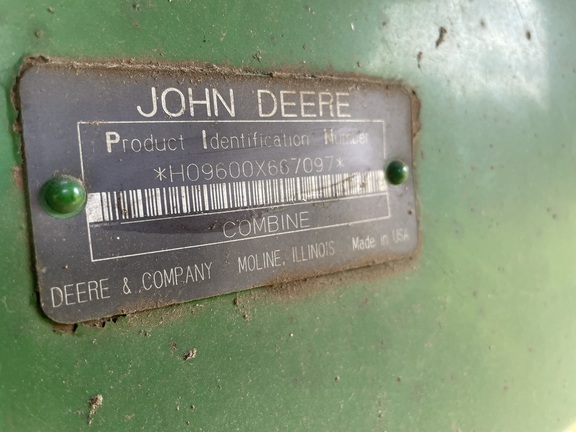 JOHN DEERE
Product Identification Number
*H09600X667097*
COMBINE
DEERE & COMPANY MOLINE, ILLINOIS Made in USA